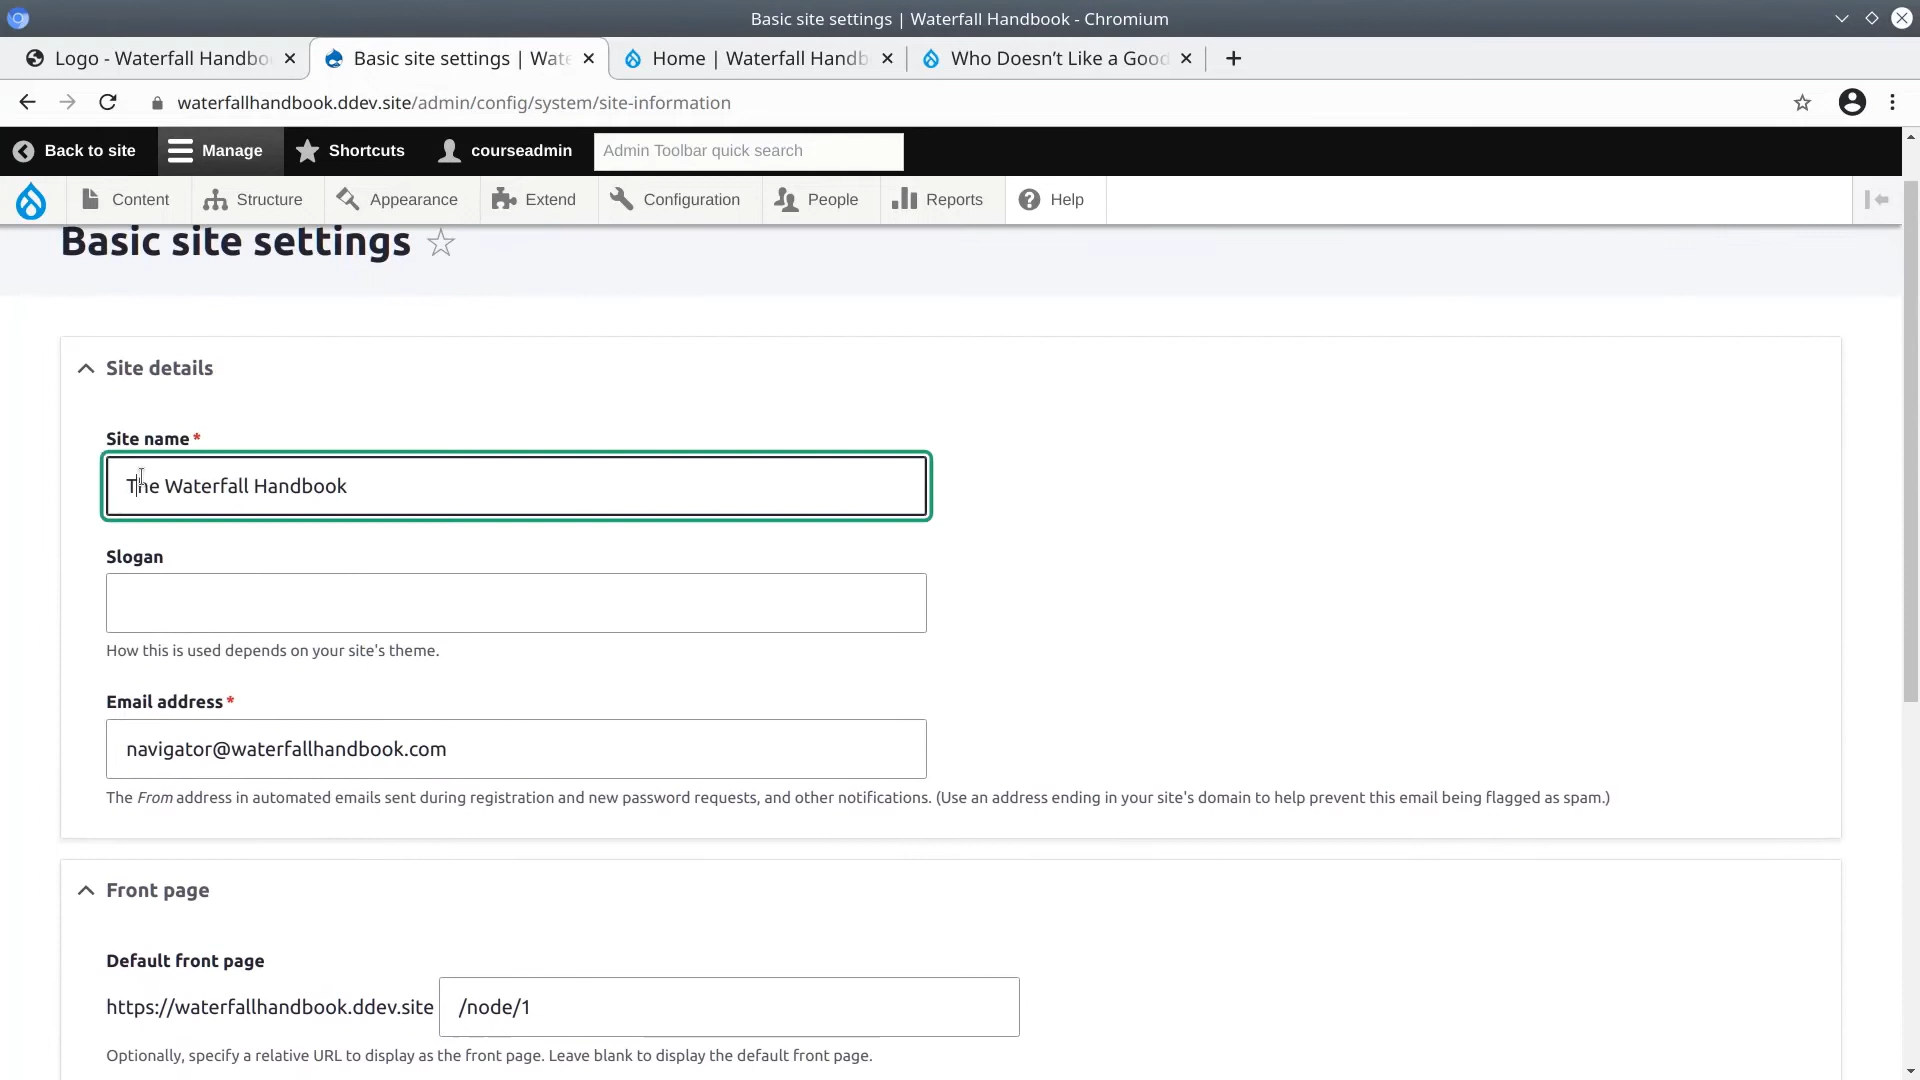 Basic site settings | Waterfall Handbook - Chromium
Logo - Waterfall Handbo
Basic site settings | Wate
Home | Waterfall Handb
Who Doesn’t Like a Good
waterfallhandbook.ddev.site/admin/config/system/site-information
Back to site
Manage
Shortcuts
courseadmin
Admin Toolbar quick search
Content
Structure
Appearance
Extend
Configuration
People
Reports
Help
Basic site settings
Site details
Site name*
The Waterfall Handbook
Slogan
How this is used depends on your site's theme.
Email address*
navigator@waterfallhandbook.com
The From address in automated emails sent during registration and new password requests, and other notifications. (Use an address ending in your site's domain to help prevent this email being flagged as spam.)
Front page
Default front page
https://waterfallhandbook.ddev.site /node/1
Optionally, specify a relative URL to display as the front page. Leave blank to display the default front page.